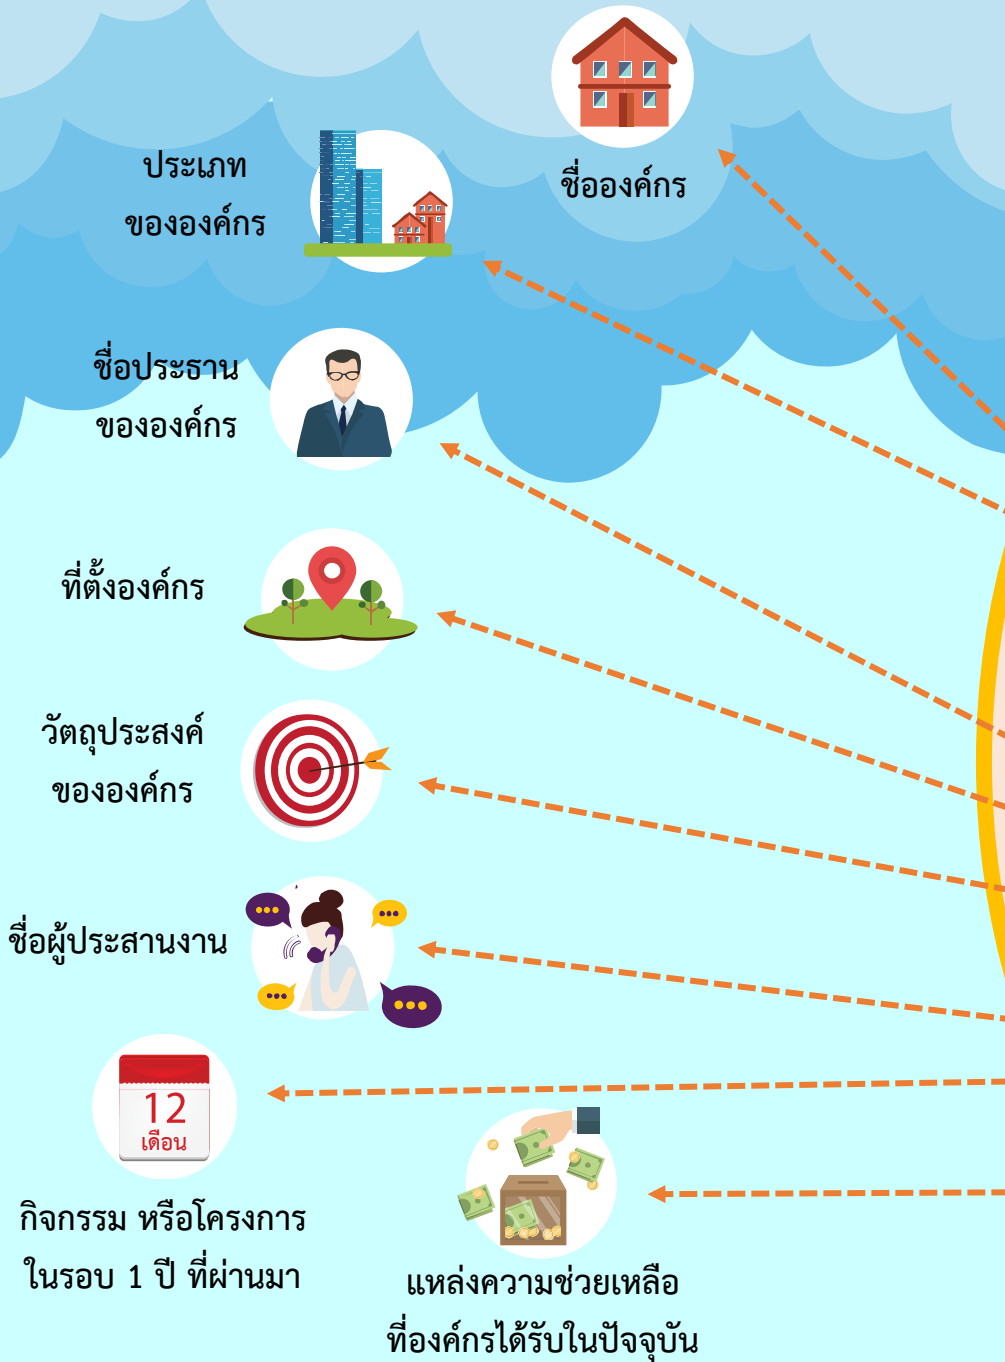 ชื่อองค์กร
ประเภท
ขององค์กร
ชื่อประธาน
ขององค์กร
ที่ตั้งองค์กร
วัตถุประสงค์
ขององค์กร
ชื่อผู้ประสานงาน
12
เดือน
กิจกรรม หรือโครงการ
ในรอบ 1 ปี ที่ผ่านมา
แหล่งความช่วยเหลือ
ที่องค์กรได้รับในปัจจุบัน